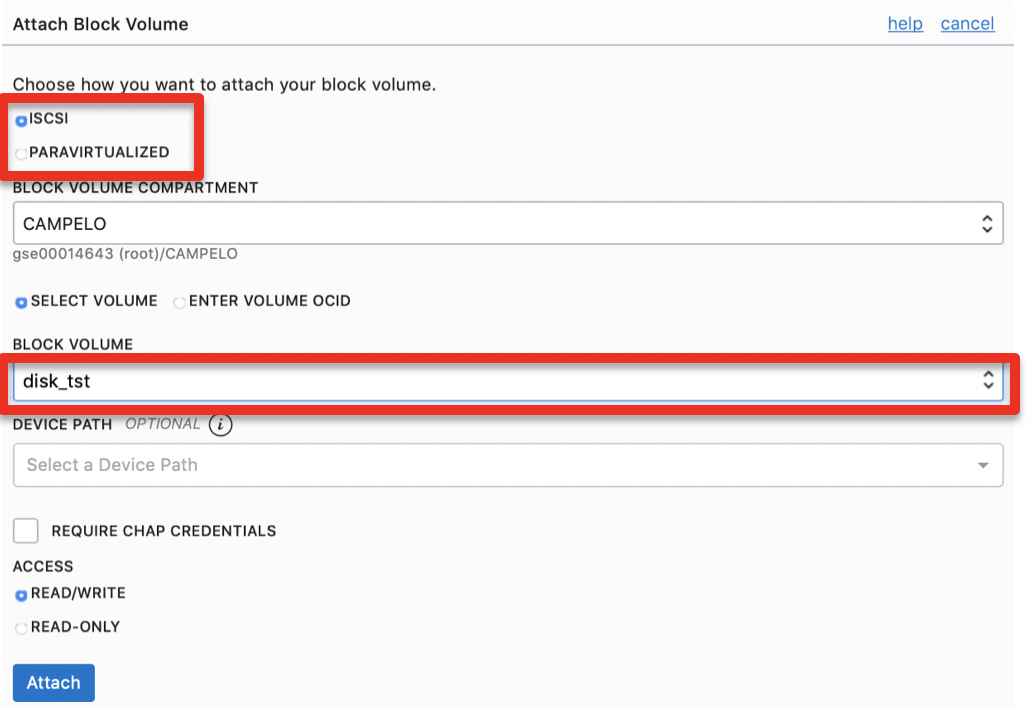 Attach Block Volume help cancel
Choose how you want to attach your block volume.
ISCSI
PARAVIRTUALIZED
BLOCK VOLUME COMPARTMENT
CAMPELO
gse00014643 (root)/CAMPELO
SELECT VOLUME ENTER VOLUME OCID
BLOCK VOLUME
disk_tst
DEVICE PATH OPTIONAL i
Select a Device Path
REQUIRE CHAP CREDENTIALS
ACCESS
READ/WRITE
READ-ONLY
Attach